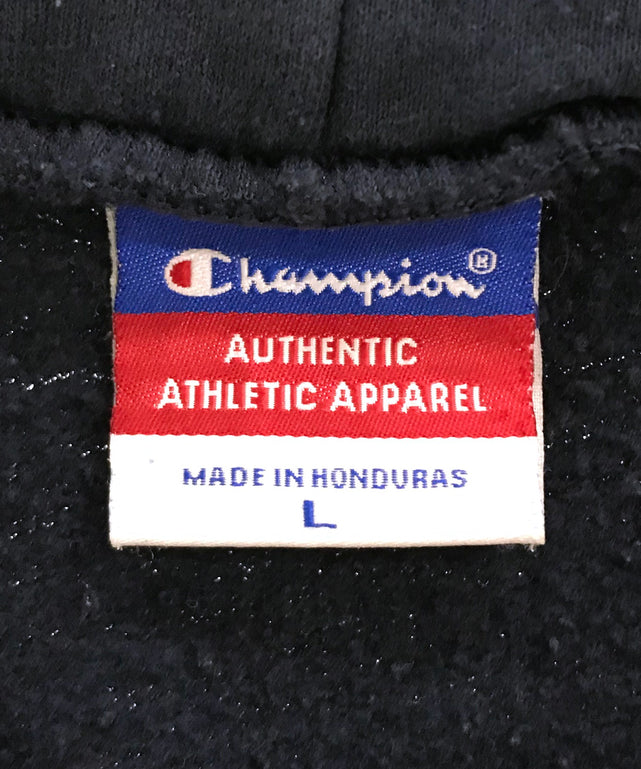 Champion®
AUTHENTIC
ATHLETIC APPAREL
MADE IN HONDURAS
L